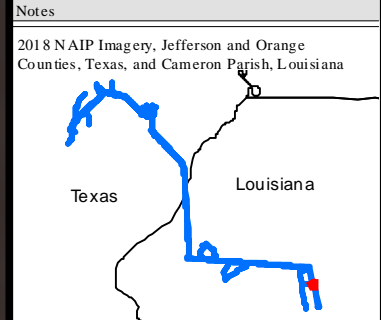 Notes
2018 NAIP Imagery, Jefferson and Orange
Counties, Texas, and Cameron Parish, Louisiana
Louisiana
Texas